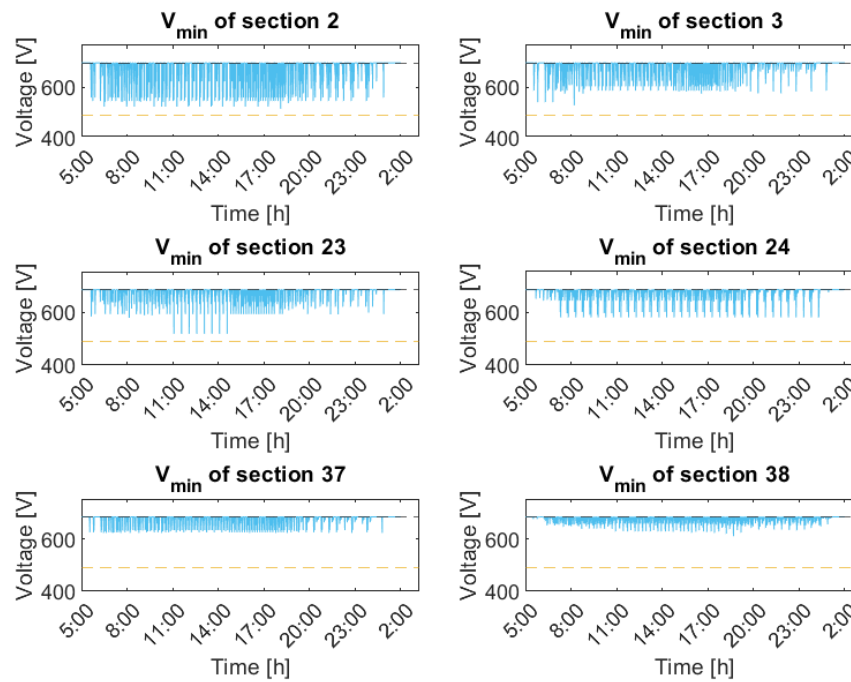 V_min of section 2
Voltage [V]
600
400
5:00 8:00 11:00 14:00 17:00 20:00 23:00 2:00
Time [h]
V_min of section 3
Voltage [V]
600
400
5:00 8:00 11:00 14:00 17:00 20:00 23:00 2:00
Time [h]
V_min of section 23
Voltage [V]
600
400
5:00 8:00 11:00 14:00 17:00 20:00 23:00 2:00
Time [h]
V_min of section 24
Voltage [V]
600
400
5:00 8:00 11:00 14:00 17:00 20:00 23:00 2:00
Time [h]
V_min of section 37
Voltage [V]
600
400
5:00 8:00 11:00 14:00 17:00 20:00 23:00 2:00
Time [h]
V_min of section 38
Voltage [V]
600
400
5:00 8:00 11:00 14:00 17:00 20:00 23:00 2:00
Time [h]